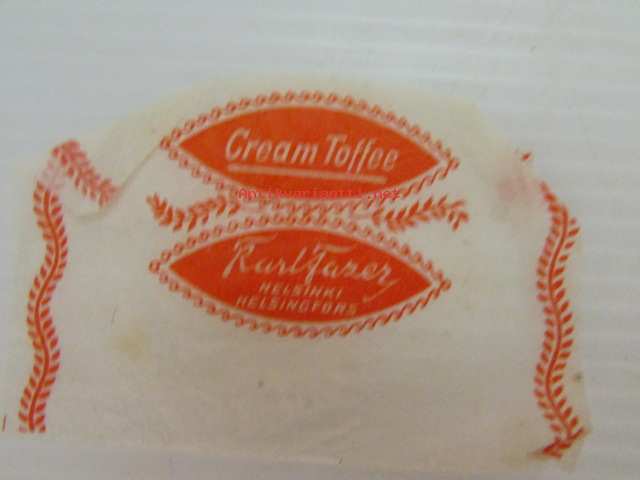 Cream Toffee
Karl Fazer
HELSINKI
HELSINGFORS